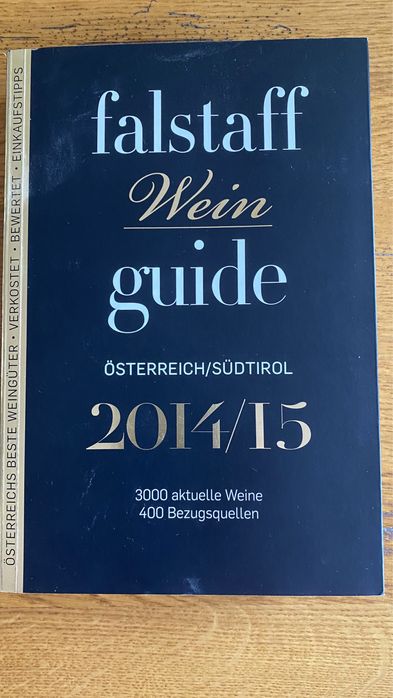 falstaff
Wein
guide
ÖSTERREICH/SÜDTIROL
2014/15
3000 aktuelle Weine
400 Bezugsquellen
ÖSTERREICHS BESTE WEINGÜTER · VERKOSTET · BEWERTET · EINKAUFSTIPPS